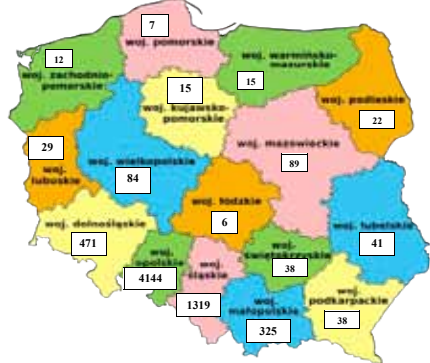 7
woj. pomorskie
12
woj. zachodnio-
pomorskie
woj. warmińsko-
mazurskie
15
15
woj. kujawsko-
pomorskie
woj. podlaskie
22
29
woj.
lubuskie
woj. wielkopolskie
84
woj. mazowieckie
89
woj. łódzkie
6
woj. dolnośląskie
471
woj.
opolskie
4144
woj.
śląskie
1319
woj.
świętokrzyskie
38
woj. lubelskie
41
woj.
małopolskie
325
woj.
podkarpackie
38